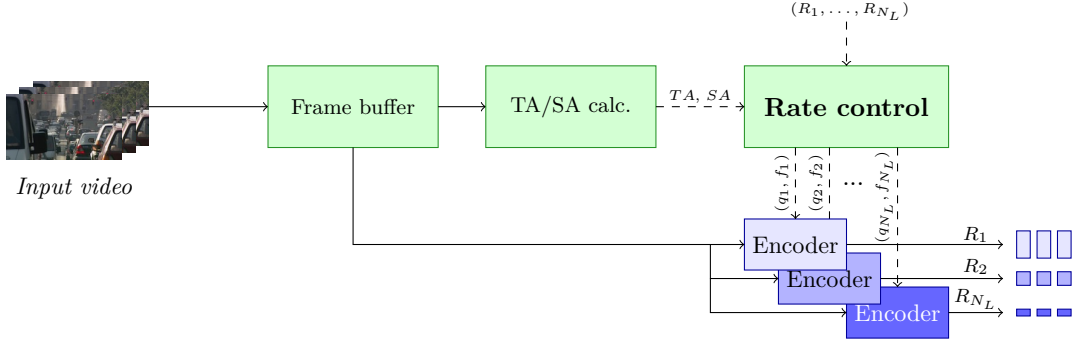 (R_1, . . . , R_{N_L})
Frame buffer
TA/SA calc.
TA, SA
Rate control
Input video
(q_1, f_1)
(q_2, f_2)
...
(q_{N_L}, f_{N_L})
Encoder
R_1
Encoder
R_2
Encoder
R_{N_L}